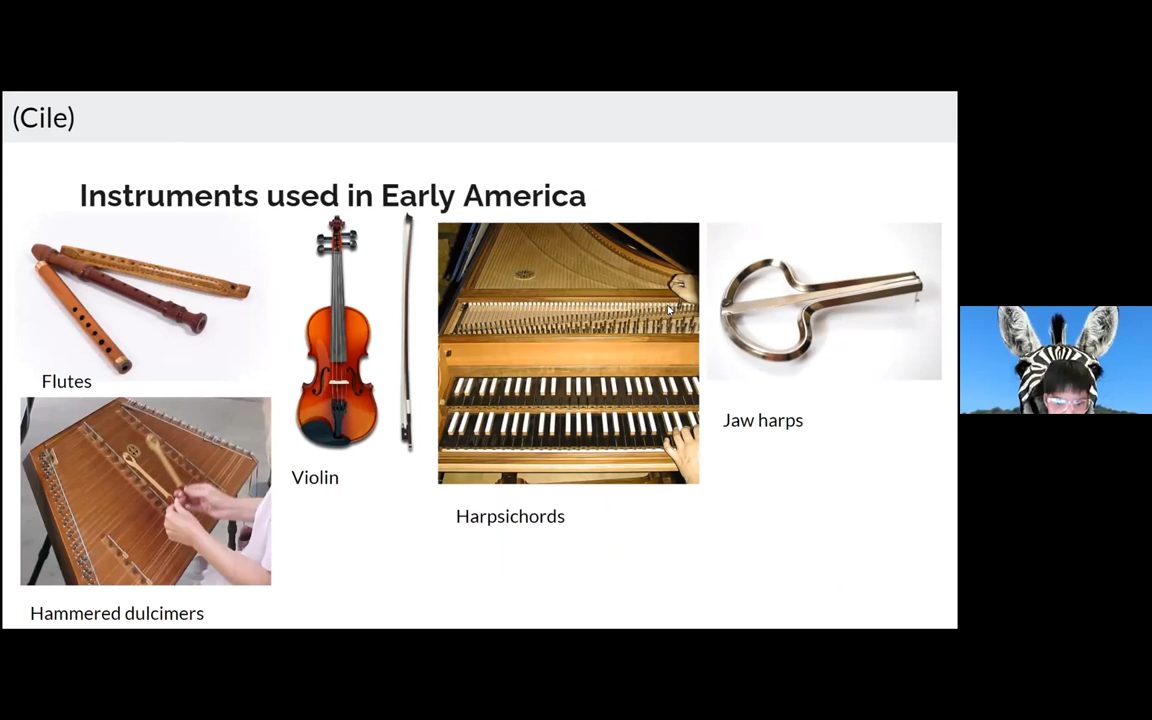 (Cile)
Instruments used in Early America
Flutes
Violin
Harpsichords
Jaw harps
Hammered dulcimers